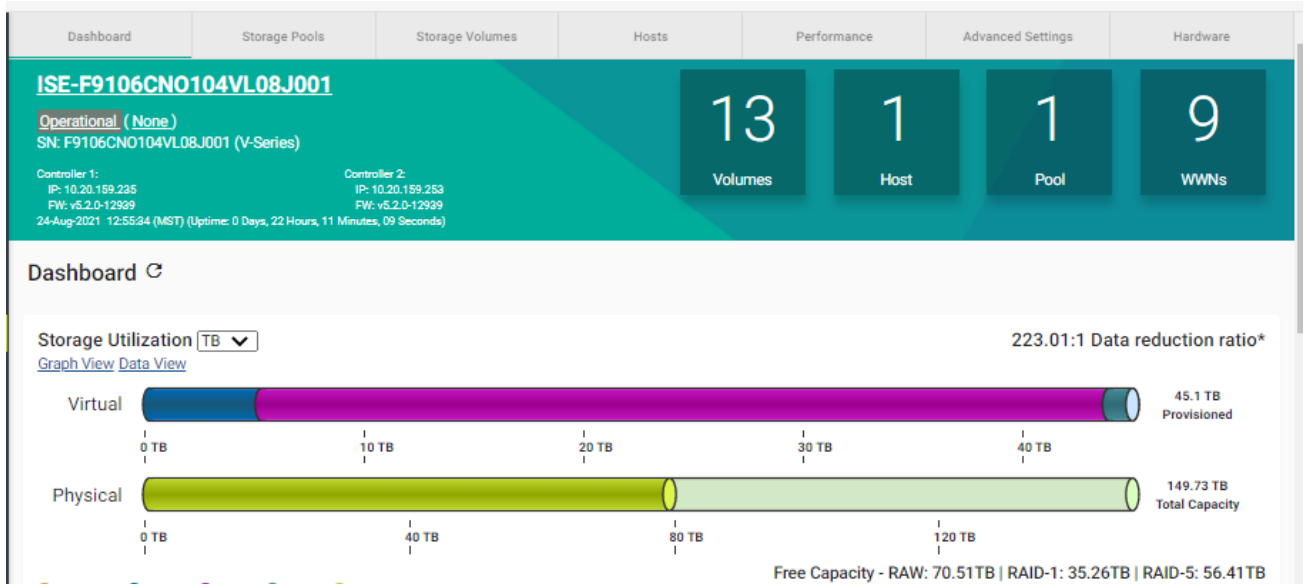 Dashboard Storage Pools Storage Volumes Hosts Performance Advanced Settings Hardware
ISE-F9106CNO104VL08J001
Operational ( None )
SN: F9106CNO104VL08J001 (V-Series)
Controller 1: Controller 2:
IP: 10.20.159.235 IP: 10.20.159.253
FW: v5.2.0-12939 FW: v5.2.0-12939
24-Aug-2021 12:55:34 (MST) (Uptime: 0 Days, 22 Hours, 11 Minutes, 09 Seconds)
13 1 1 9
Volumes Host Pool WWNs
Dashboard
Storage Utilization TB 223.01:1 Data reduction ratio*
Graph View Data View
Virtual 45.1 TB
Provisioned
0 TB 10 TB 20 TB 30 TB 40 TB
Physical 149.73 TB
Total Capacity
0 TB 40 TB 80 TB 120 TB
Free Capacity - RAW: 70.51TB | RAID-1: 35.26TB | RAID-5: 56.41TB